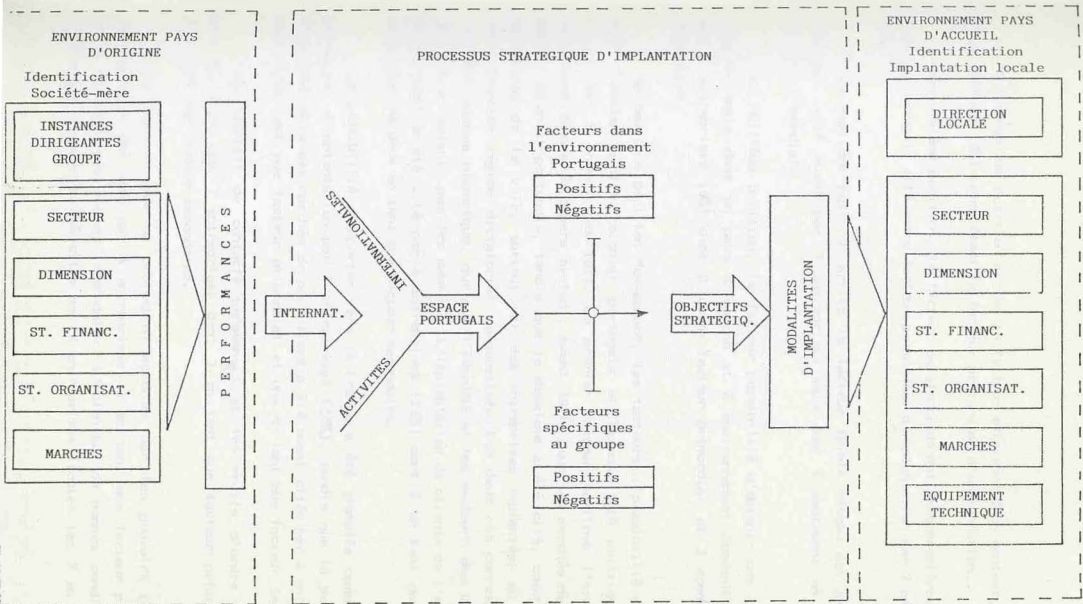 ENVIRONNEMENT PAYS
D'ORIGINE
Identification
Société-mère
INSTANCES
DIRIGEANTES
GROUPE
SECTEUR
DIMENSION
ST. FINANC.
ST. ORGANISAT.
MARCHES
PERFORMANCES
PROCESSUS STRATEGIQUE D'IMPLANTATION
INTERNAT.
INTERNATIONALES
ACTIVITES
ESPACE
PORTUGAIS
Facteurs dans
l'environnement
Portugais
Positifs
Négatifs
Facteurs
spécifiques
au groupe
Positifs
Négatifs
OBJECTIFS
STRATEGIQ.
MODALITES
D'IMPLANTATION
ENVIRONNEMENT PAYS
D'ACCUEIL
Identification
Implantation locale
DIRECTION
LOCALE
SECTEUR
DIMENSION
ST. FINANC.
ST. ORGANISAT.
MARCHES
EQUIPEMENT
TECHNIQUE